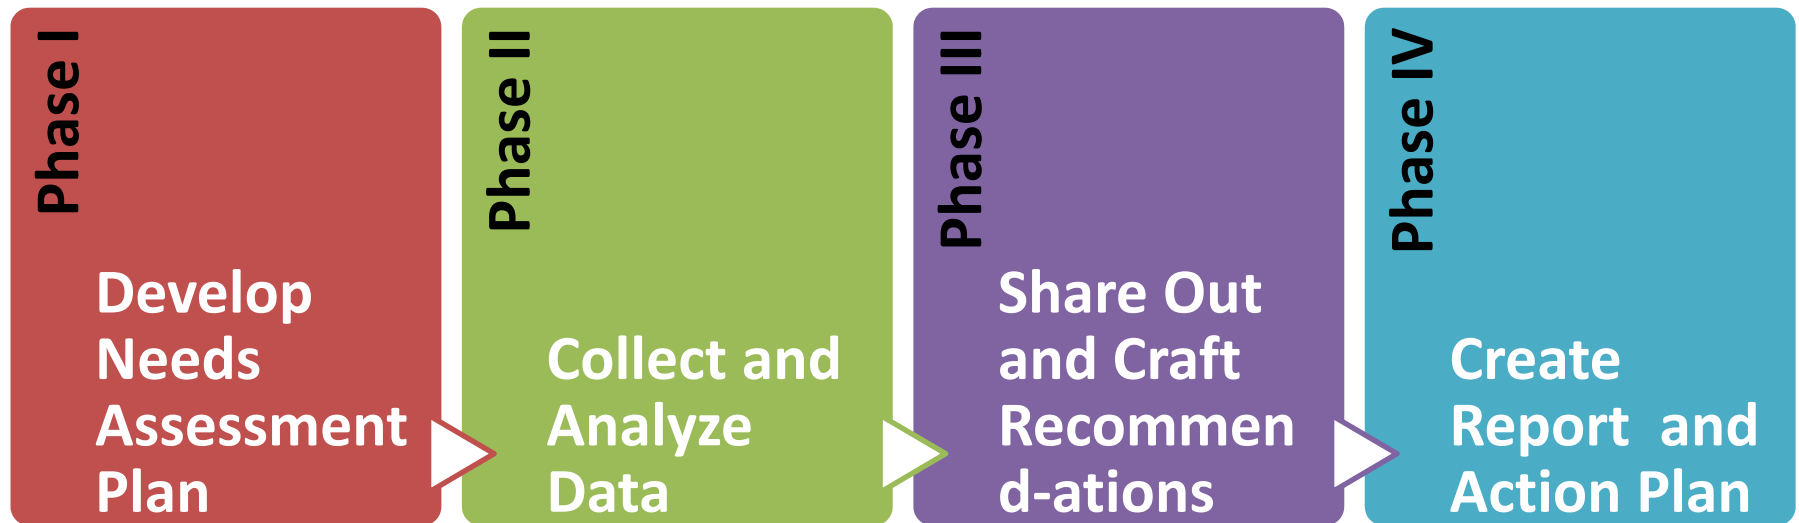 Phase I
Develop
Needs
Assessment
Plan
Phase II
Collect and
Analyze
Data
Phase III
Share Out
and Craft
Recommen
d-ations
Phase IV
Create
Report  and
Action Plan